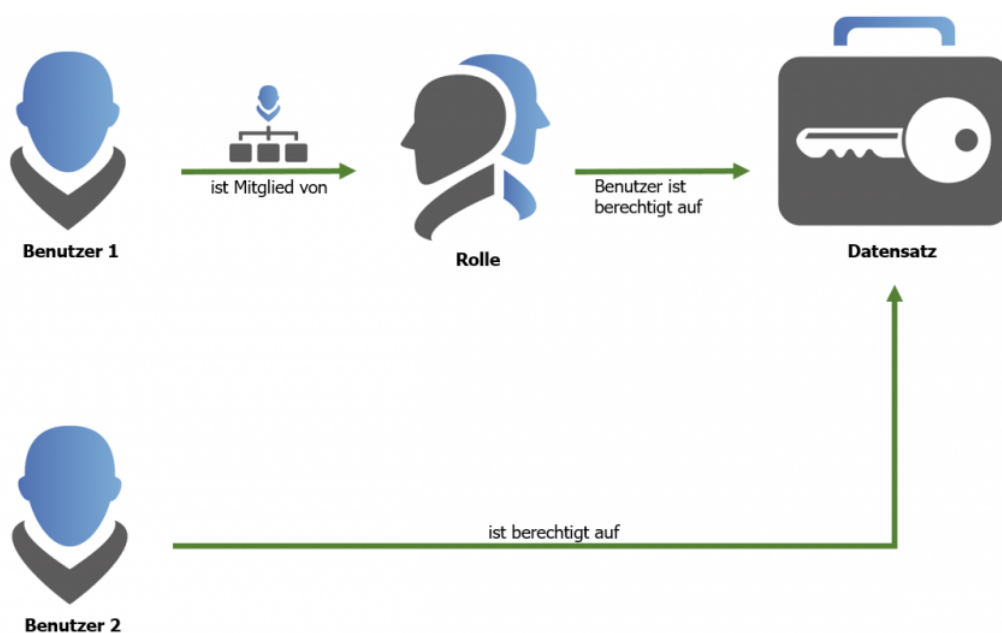 ist Mitglied von
Benutzer ist
berechtigt auf
Benutzer 1
Rolle
Datensatz
ist berechtigt auf
Benutzer 2